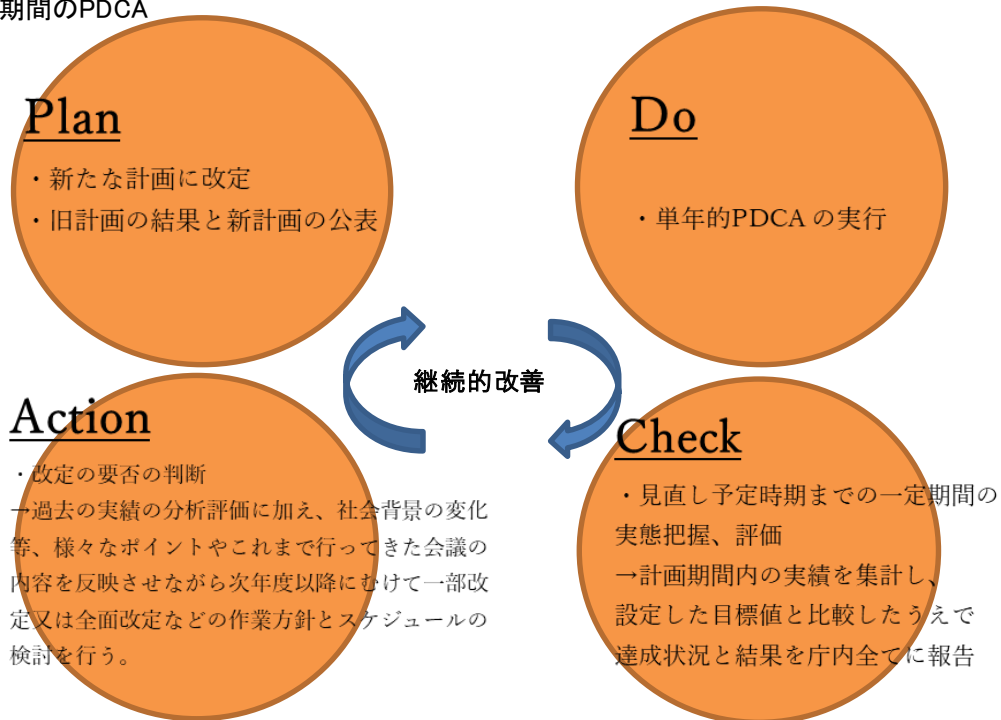 期間のPDCA
Plan
・新たな計画に改定
・旧計画の結果と新計画の公表
Do
・単年的PDCA の実行
継続的改善
Action
・改定の要否の判断
→過去の実績の分析評価に加え、社会背景の変化
等、様々なポイントやこれまで行ってきた会議の
内容を反映させながら次年度以降にむけて一部改
定又は全面改定などの作業方針とスケジュールの
検討を行う。
Check
・見直し予定時期までの一定期間の
実態把握、評価
→計画期間内の実績を集計し、
設定した目標値と比較したうえで
達成状況と結果を庁内全てに報告